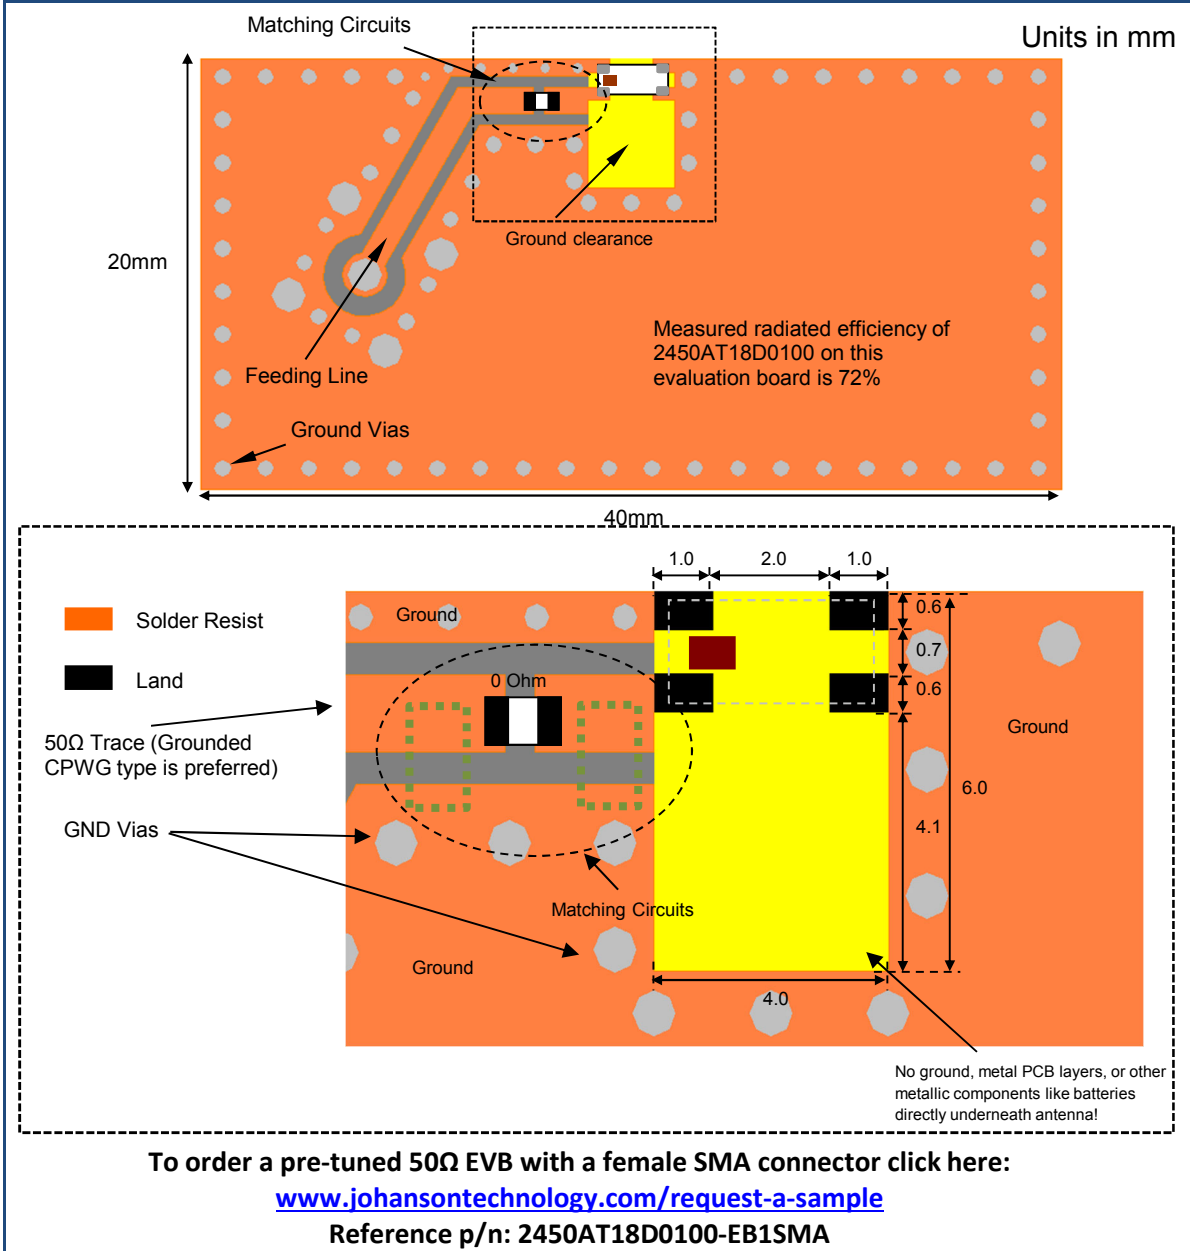 Matching Circuits
Units in mm
20mm
Ground clearance
Measured radiated efficiency of
2450AT18D0100 on this
evaluation board is 72%
Feeding Line
Ground Vias
40mm
1.0
2.0
1.0
Solder Resist
Ground
0.6
0.7
Land
0 Ohm
0.6
50Ω Trace (Grounded
CPWG type is preferred)
Ground
6.0
4.1
GND Vias
Matching Circuits
Ground
4.0
No ground, metal PCB layers, or other
metallic components like batteries
directly underneath antenna!
To order a pre-tuned 50Ω EVB with a female SMA connector click here:
www.johansontechnology.com/request-a-sample
Reference p/n: 2450AT18D0100-EB1SMA